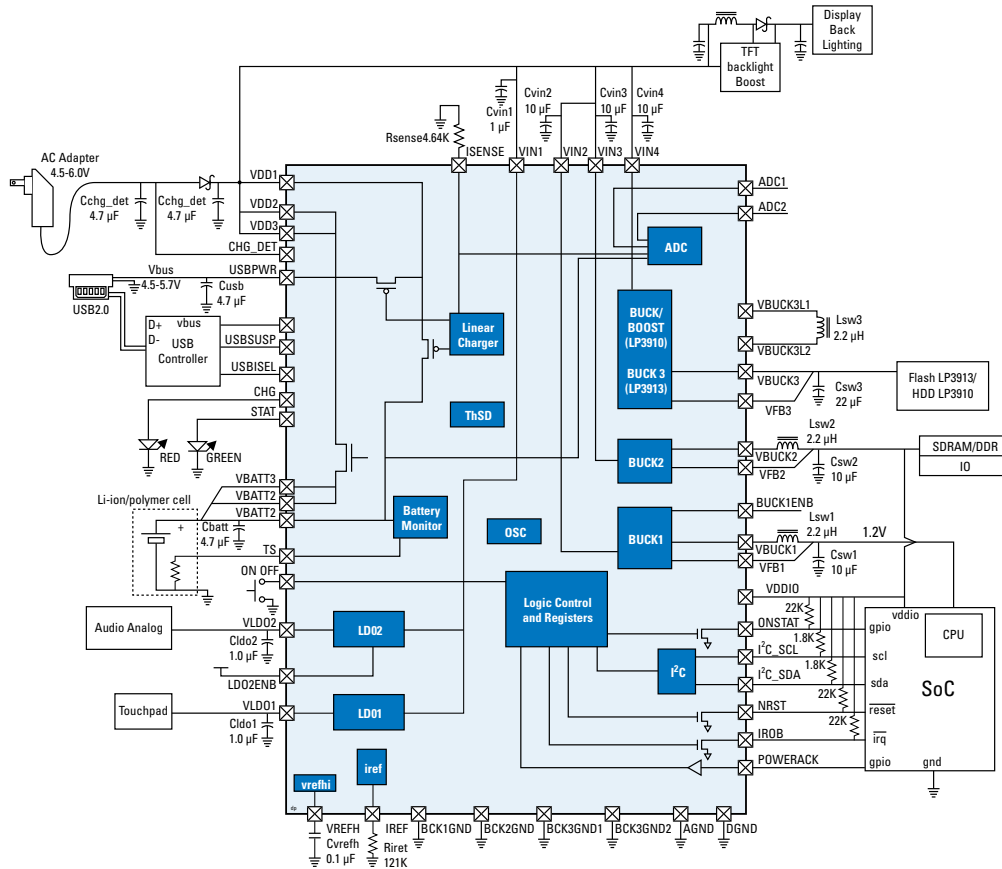 Display
Back
Lighting
TFT
backlight
Boost
Cvin1
1 µF
Cvin2
10 µF
Cvin3
10 µF
Cvin4
10 µF
Rsense4.64K
ISENSE
VIN1
VIN2
VIN3
VIN4
AC Adapter
4.5-6.0V
Cchg_det
4.7 µF
Cchg_det
4.7 µF
VDD1
VDD2
VDD3
CHG_DET
Vbus
4.5-5.7V
USBPWR
Cusb
4.7 µF
USB2.0
D+
D-
vbus
USB
Controller
USBSUSP
USBISEL
CHG
STAT
RED
GREEN
VBATT3
VBATT2
VBATT2
Li-ion/polymer cell
+
Cbatt
4.7 µF
TS
ON OFF
Audio Analog
VLDO2
Cldo2
1.0 µF
LDO2ENB
Touchpad
VLDO1
Cldo1
1.0 µF
Linear
Charger
ThSD
Battery
Monitor
OSC
LD02
LD01
vrefhi
iref
dp
ADC
BUCK/
BOOST
(LP3910)
BUCK 3
(LP3913)
BUCK2
BUCK1
Logic Control
and Registers
I²C
ADC1
ADC2
VBUCK3L1
Lsw3
2.2 µH
VBUCK3L2
VBUCK3
VFB3
Csw3
22 µF
Flash LP3913/
HDD LP3910
Lsw2
2.2 µH
VBUCK2
VFB2
Csw2
10 µF
SDRAM/DDR
IO
BUCK1ENB
Lsw1
2.2 µH
1.2V
VBUCK1
VFB1
Csw1
10 µF
VDDIO
22K
ONSTAT
1.8K
I²C_SCL
1.8K
I²C_SDA
22K
NRST
22K
IROB
POWERACK
vddio
gpio
CPU
scl
sda
SoC
reset
irq
gpio
gnd
VREFH
Cvrefh
0.1 µF
IREF
Riret
121K
BCK1GND
BCK2GND
BCK3GND1
BCK3GND2
AGND
DGND